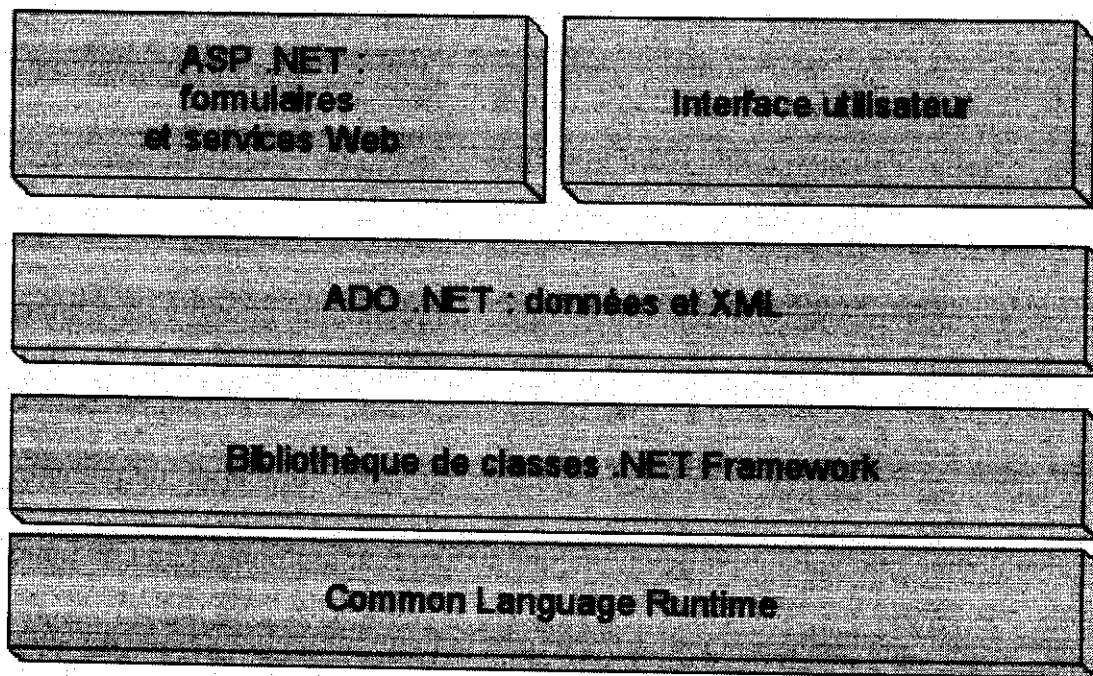 ASP .NET :
formulaires
et services Web
Interface utilisateur
ADO .NET : données et XML
Bibliothèque de classes .NET Framework
Common Language Runtime